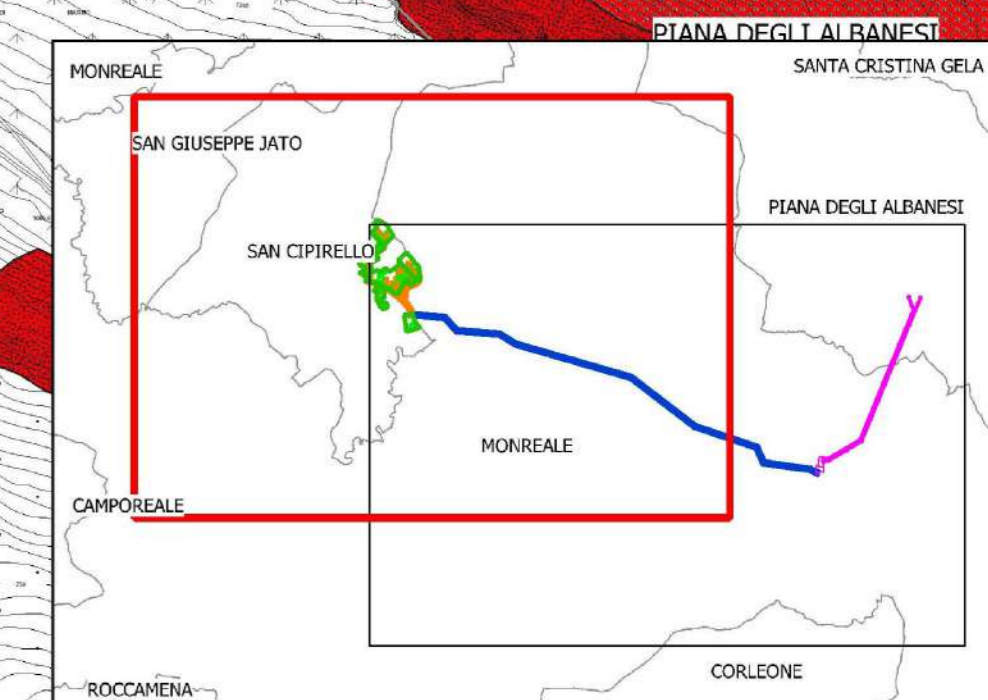 PIANA DEGLI ALBANESI
SANTA CRISTINA GELA
MONREALE
SAN GIUSEPPE JATO
PIANA DEGLI ALBANESI
SAN CIPIRELLO
MONREALE
CAMPOREALE
CORLEONE
ROCCAMENA